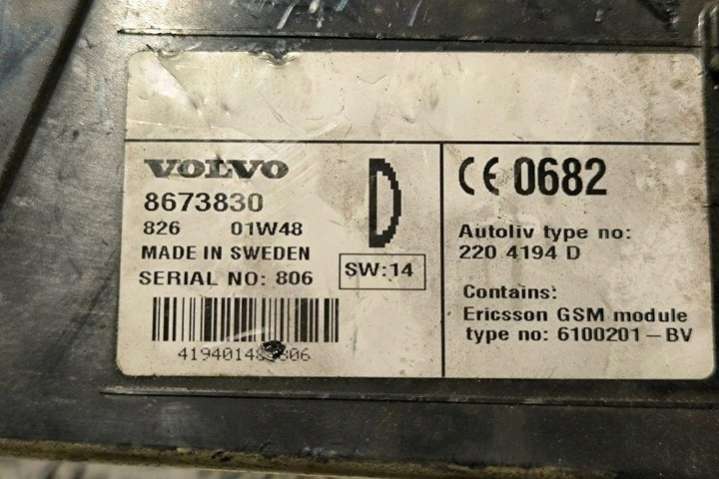 VOLVO
8673830
826 01W48
MADE IN SWEDEN
SERIAL NO: 806
D
SW:14
CE 0682
Autoliv type no:
220 4194 D
Contains:
Ericsson GSM module
type no: 6100201-BV